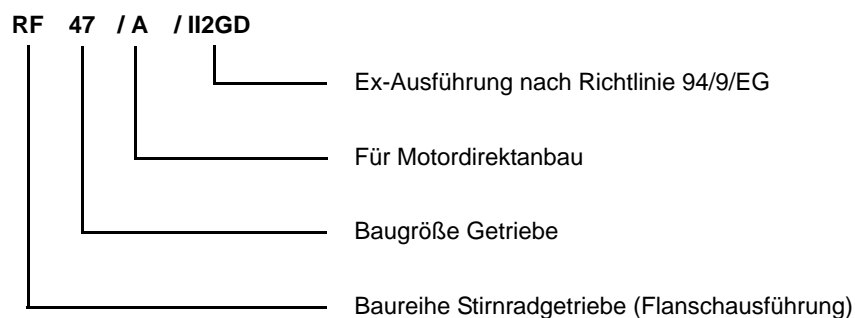 RF 47 / A / II2GD
Ex-Ausführung nach Richtlinie 94/9/EG
Für Motordirektanbau
Baugröße Getriebe
Baureihe Stirnradgetriebe (Flanschausführung)